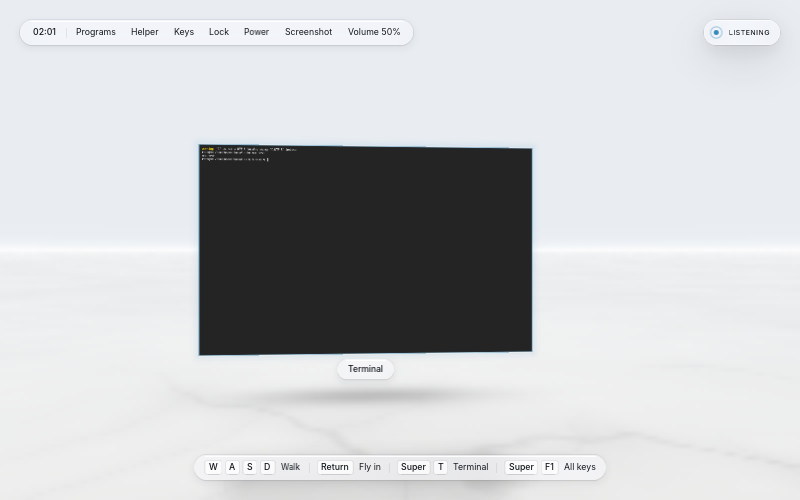 02:01 Programs Helper Keys Lock Power Screenshot Volume 50%
LISTENING
Terminal
W A S D Walk Return Fly in Super T Terminal Super F1 All keys